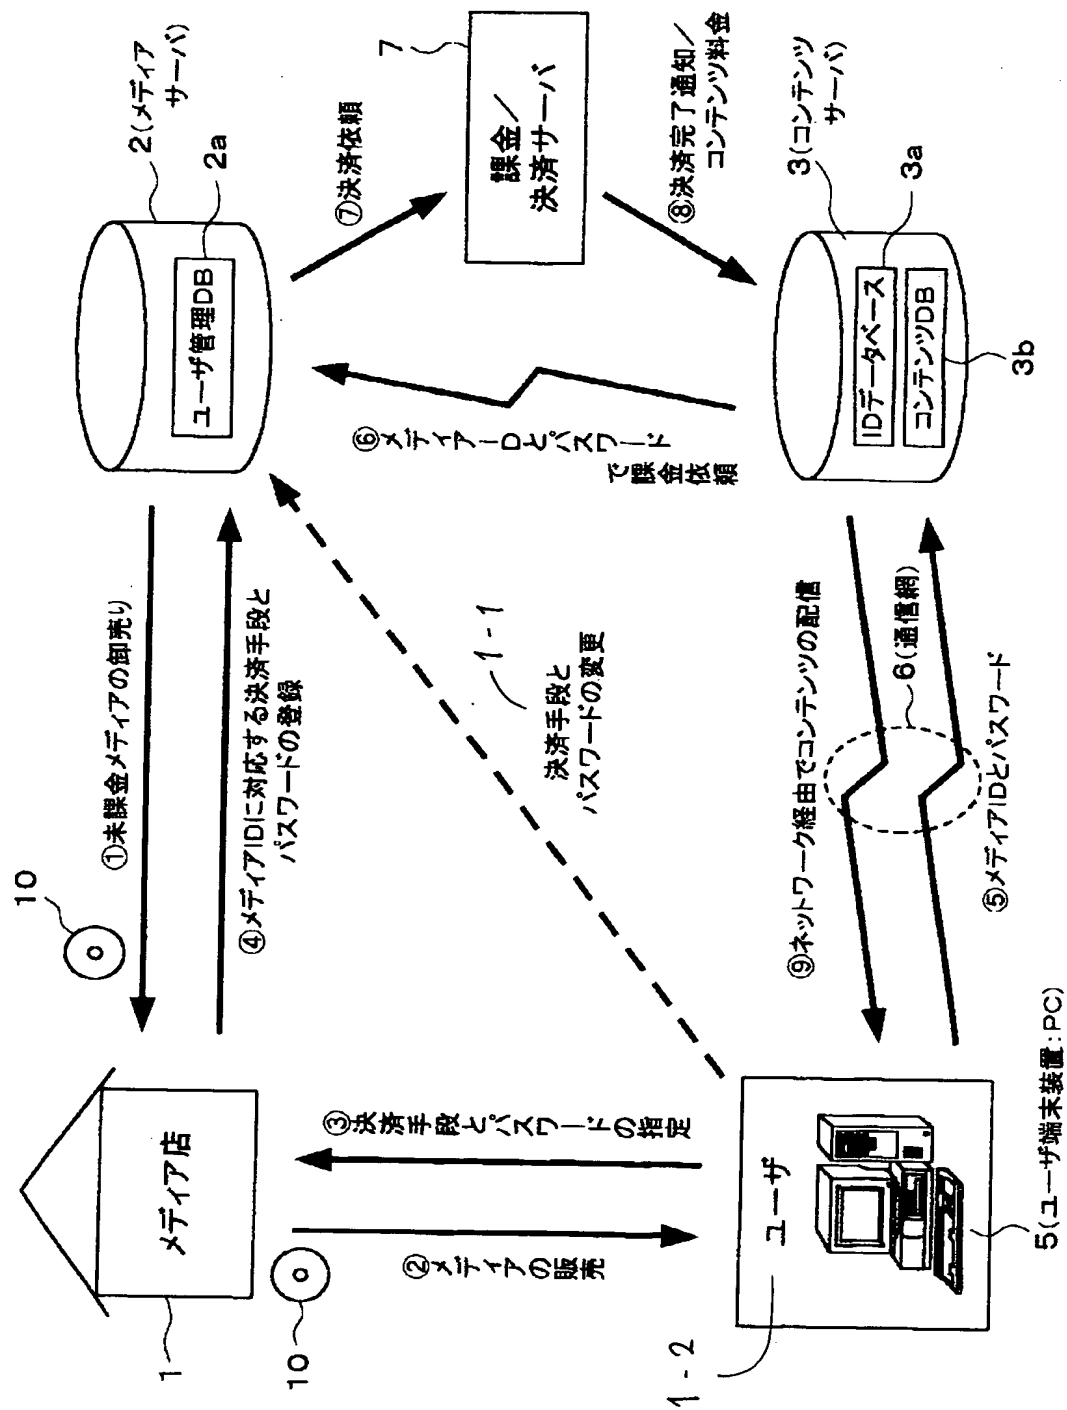 10
①未課金メディアの卸売り
2(メディア
サーバ)
2a
ユーザ管理DB
④メディアIDに対応する決済手段と
パスワードの登録
⑦決済依頼
7
課金／
決済サーバ
⑧決済完了通知／
コンテンツ料金
メディア店
1
10
②メディアの販売
③決済手段とパスワードの指定
1-1
決済手段と
パスワードの変更
⑥メディアIDとパスワード
で課金依頼
3(コンテンツ
サーバ)
3a
IDデータベース
コンテンツDB
3b
⑨ネットワーク経由でコンテンツの配信
6(通信網)
⑤メディアIDとパスワード
ユーザ
1-2
5(ユーザ端末装置:PC)